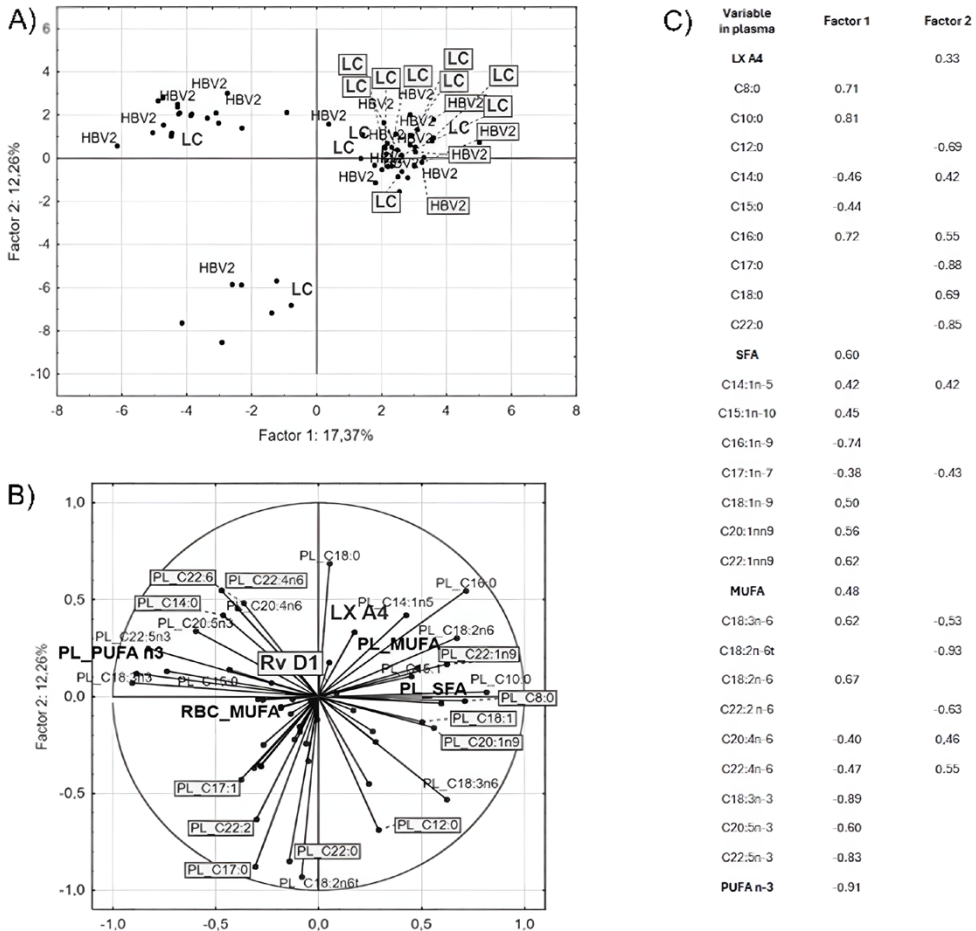 A)
6
4
2
0
-2
-4
-6
-8
-10
-8
-6
-4
-2
0
2
4
6
8
Factor 2: 12,26%
Factor 1: 17,37%
HBV2
HBV2
HBV2
HBV2
HBV2
LC
HBV2
LC
HBV2
LC
LC
LC
LC
LC
LC
LC
LC
LC
HBV2
HBV2
HBV2
HBV2
HBV2
HBV2
LC
LC
LC
HBV2
HBV2
HBV2
HBV2
LC
HBV2
B)
1,0
0,5
0,0
-0,5
-1,0
-1,0
-0,5
0,0
0,5
1,0
Factor 2: 12,26%
PL_C18:0
PL_C22:6
PL_C22:4n6
PL_C16:0
PL_C14:0
PL_C20:4n6
LX A4
PL_C14:1n5
PL_C20:5n3
PL_C18:2n6
PL_C22:5n3
PL_MUFA
PL_PUFA n3
Rv D1
PL_C22:1n9
PL_C15:1
PL_C18:3n3
PL_C15:0
PL_SFA
PL_C10:0
PL_C8:0
RBC_MUFA
PL_C18:1
PL_C20:1n9
PL_C17:1
PL_C18:3n6
PL_C22:2
PL_C12:0
PL_C22:0
PL_C17:0
PL_C18:2n6t
C)
Variable in plasma Factor 1 Factor 2
LX A4 0.33
C8:0 0.71
C10:0 0.81
C12:0 -0.69
C14:0 -0.46 0.42
C15:0 -0.44
C16:0 0.72 0.55
C17:0 -0.88
C18:0 0.69
C22:0 -0.85
SFA 0.60
C14:1n-5 0.42 0.42
C15:1n-10 0.45
C16:1n-9 -0.74
C17:1n-7 -0.38 -0.43
C18:1n-9 0,50
C20:1nn9 0.56
C22:1nn9 0.62
MUFA 0.48
C18:3n-6 0.62 -0.53
C18:2n-6t -0.93
C18:2n-6 0.67
C22:2 n-6 -0.63
C20:4n-6 -0.40 0,46
C22:4n-6 -0.47 0.55
C18:3n-3 -0.89
C20:5n-3 -0.60
C22:5n-3 -0.83
PUFA n-3 -0.91